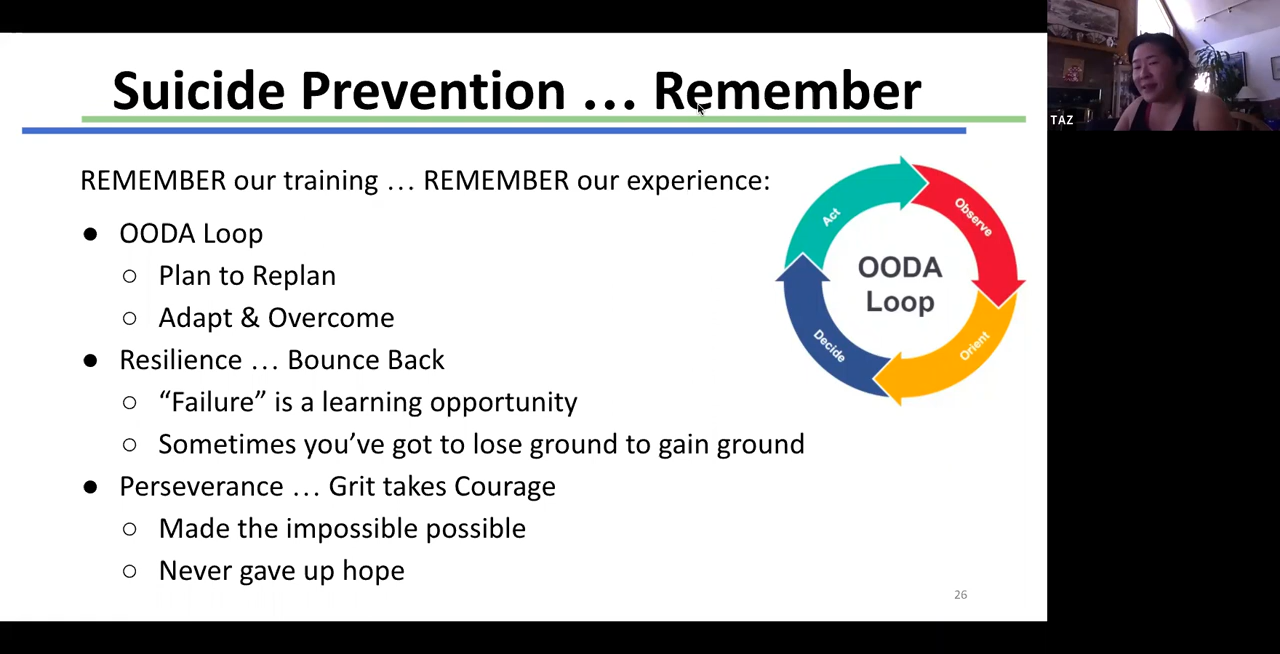 Suicide Prevention … Remember
TAZ
REMEMBER our training … REMEMBER our experience:
● OODA Loop
○ Plan to Replan
○ Adapt & Overcome
● Resilience … Bounce Back
○ “Failure” is a learning opportunity
○ Sometimes you’ve got to lose ground to gain ground
● Perseverance … Grit takes Courage
○ Made the impossible possible
○ Never gave up hope
Act
Observe
OODA
Loop
Decide
Orient
26